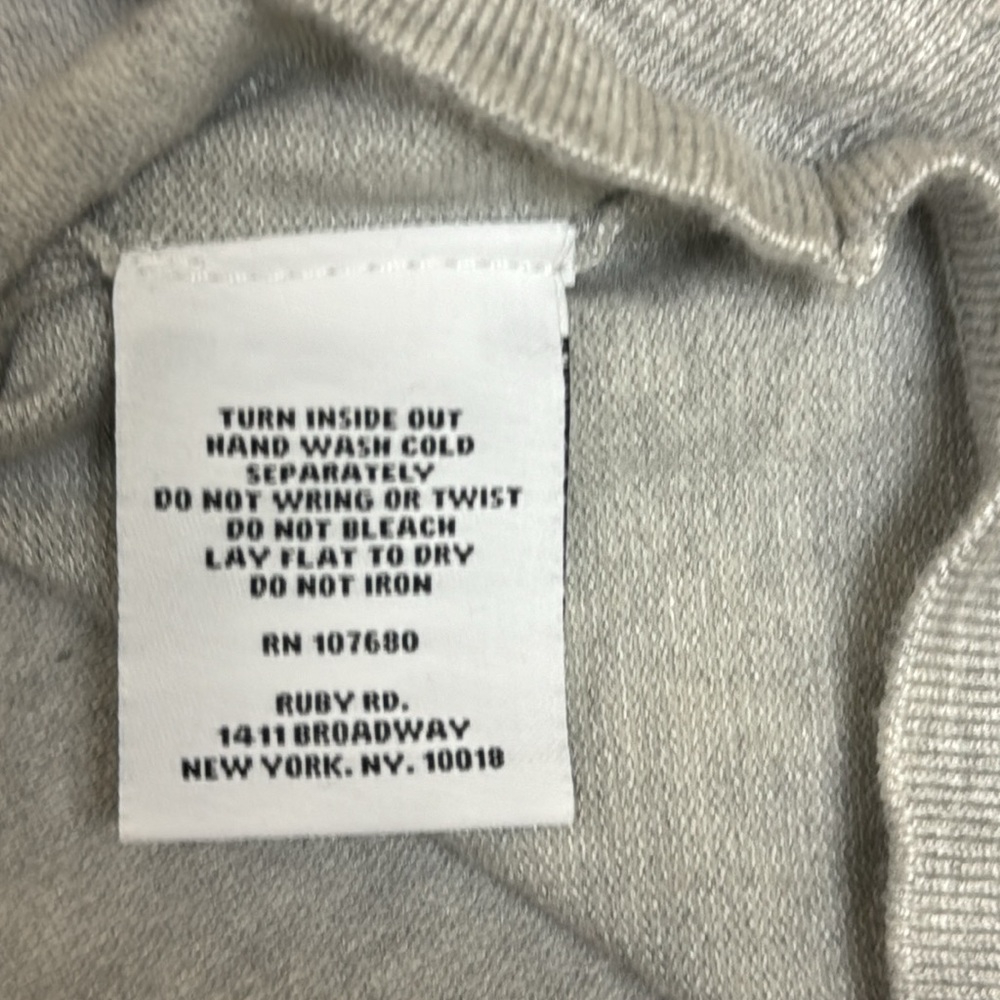 TURN INSIDE OUT
HAND WASH COLD
SEPARATELY
DO NOT WRING OR TWIST
DO NOT BLEACH
LAY FLAT TO DRY
DO NOT IRON
RN 107680
RUBY RD.
1411 BROADWAY
NEW YORK. NY. 10018